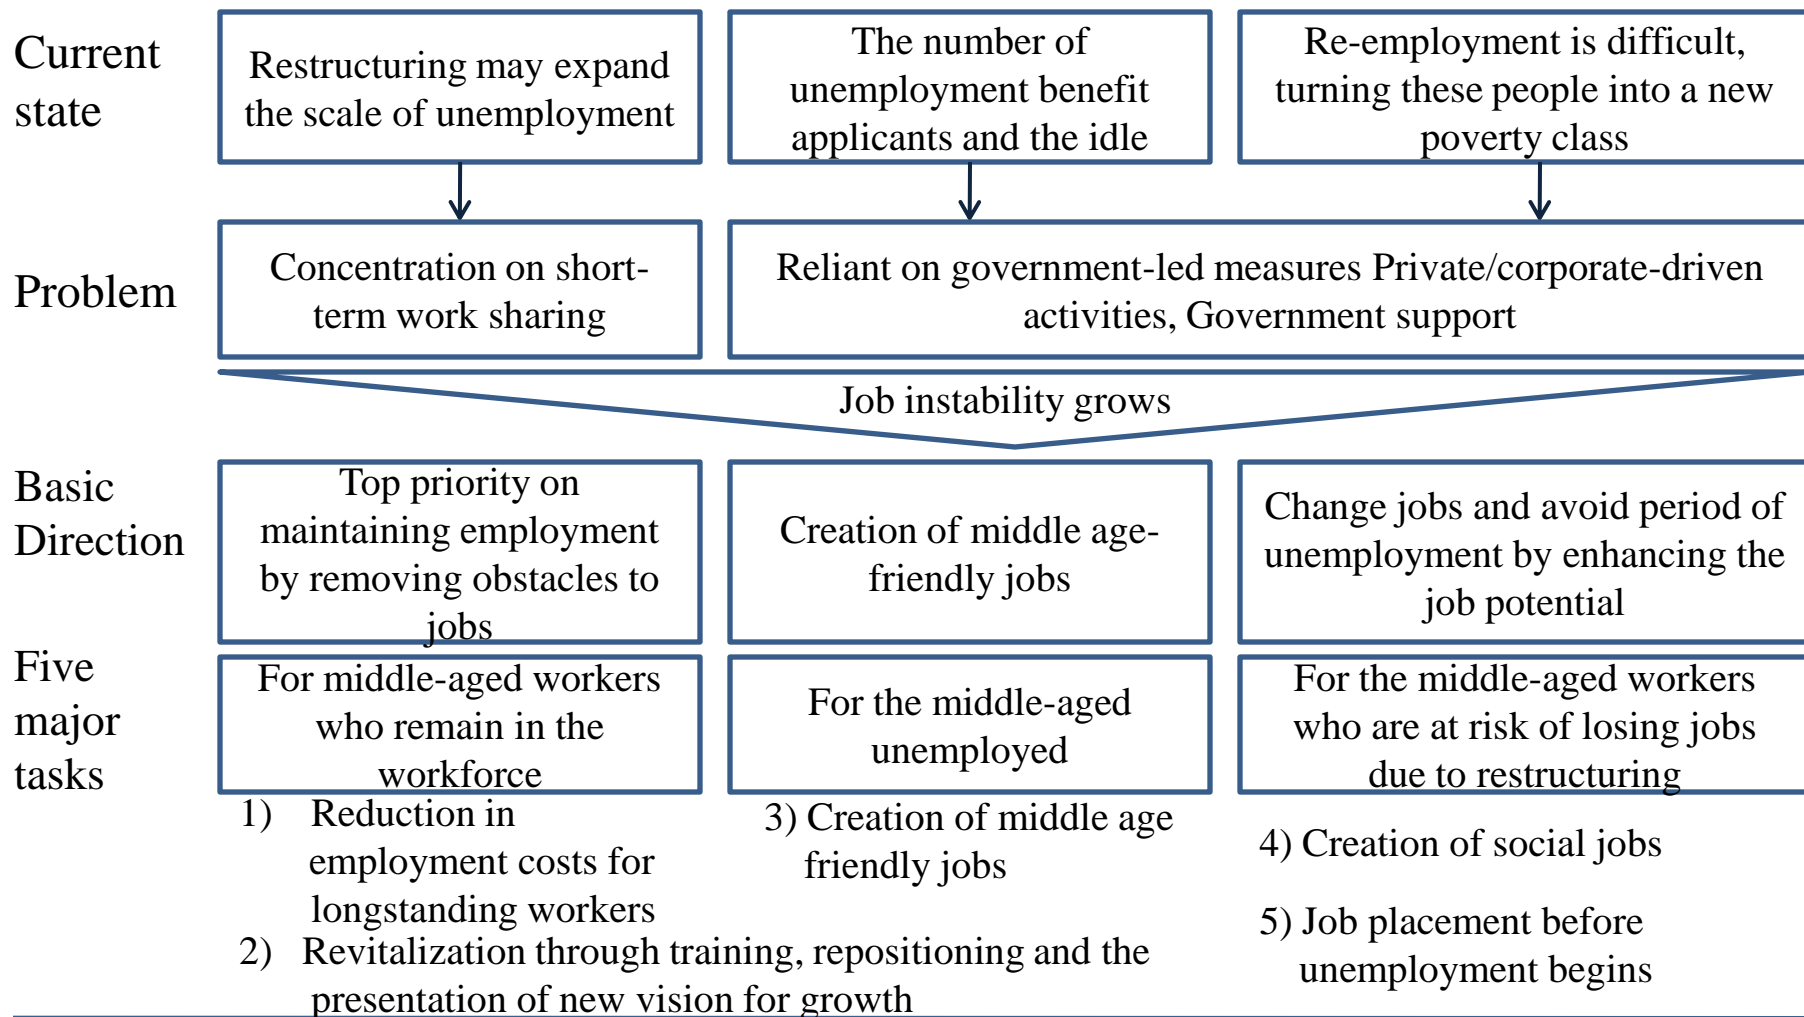 Current
state
Restructuring may expand
the scale of unemployment
The number of
unemployment benefit
applicants and the idle
Re-employment is difficult,
turning these people into a new
poverty class
Problem
Concentration on short-
term work sharing
Reliant on government-led measures Private/corporate-driven
activities, Government support
Job instability grows
Basic
Direction
Top priority on
maintaining employment
by removing obstacles to
jobs
Creation of middle age-
friendly jobs
Change jobs and avoid period of
unemployment by enhancing the
job potential
Five
major
tasks
For middle-aged workers
who remain in the
workforce
For the middle-aged
unemployed
For the middle-aged workers
who are at risk of losing jobs
due to restructuring
1) Reduction in
employment costs for
longstanding workers
2) Revitalization through training, repositioning and the
presentation of new vision for growth
3) Creation of middle age
friendly jobs
4) Creation of social jobs
5) Job placement before
unemployment begins